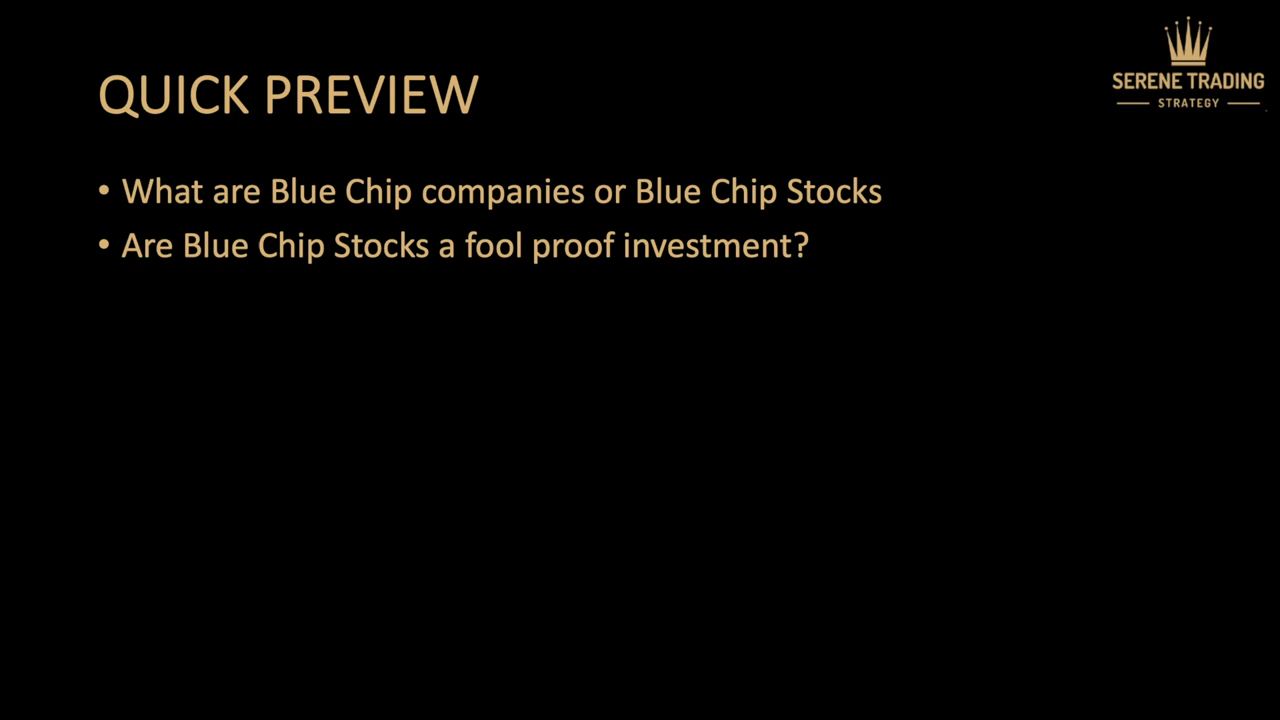 SERENE TRADING
STRATEGY
QUICK PREVIEW
• What are Blue Chip companies or Blue Chip Stocks
• Are Blue Chip Stocks a fool proof investment?